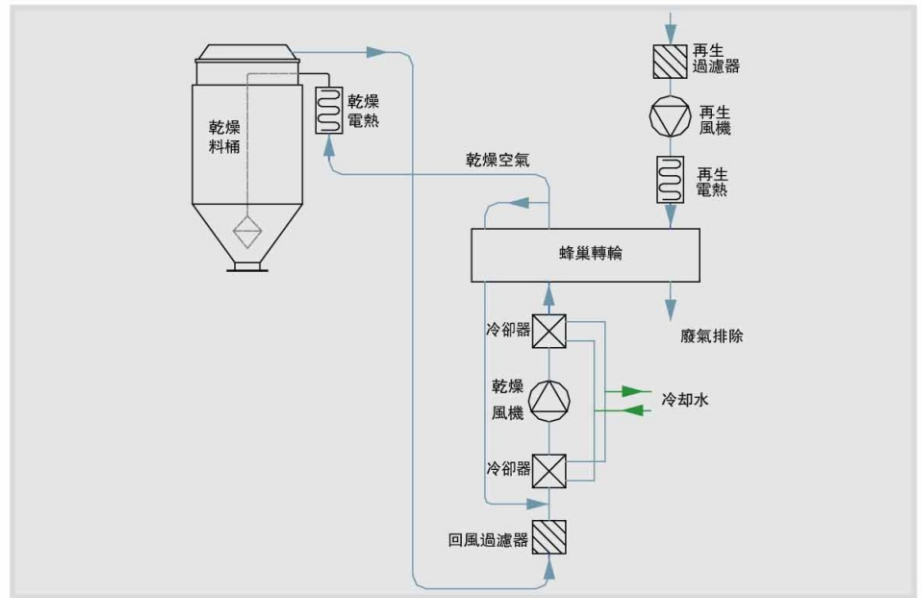 再生
過濾器
乾燥
電熱
乾燥
料桶
再生
風機
乾燥空氣
再生
電熱
蜂巢轉輪
冷卻器
廢氣排除
乾燥
風機
冷却水
冷卻器
回風過濾器